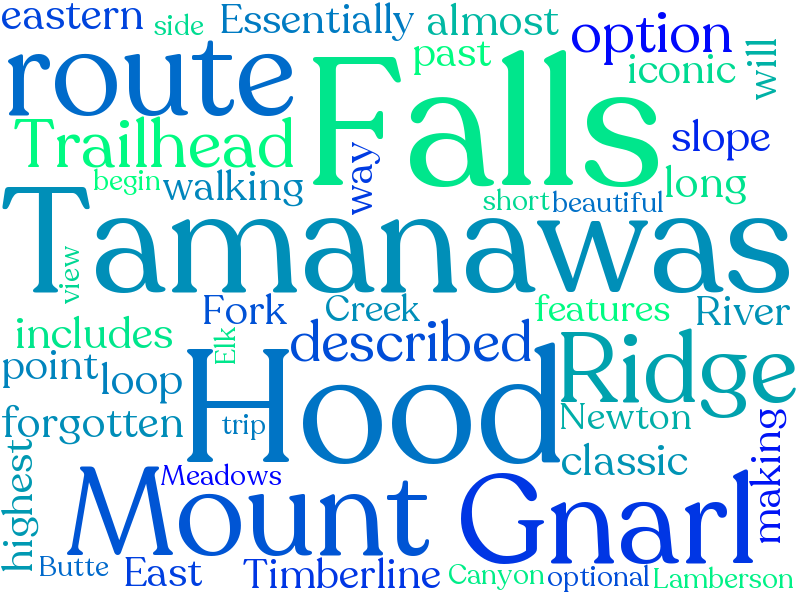 eastern side Essentially almost option
route Falls past iconic will
Trailhead way slope
begin walking short beautiful long
Tamanawas
view
Fork Creek features River
includes Elk described
point loop Ridge
forgotten trip Hood Newton
highest Meadows classic making
Mount Gnarl
Butte East Timberline Canyon optional Lamberson